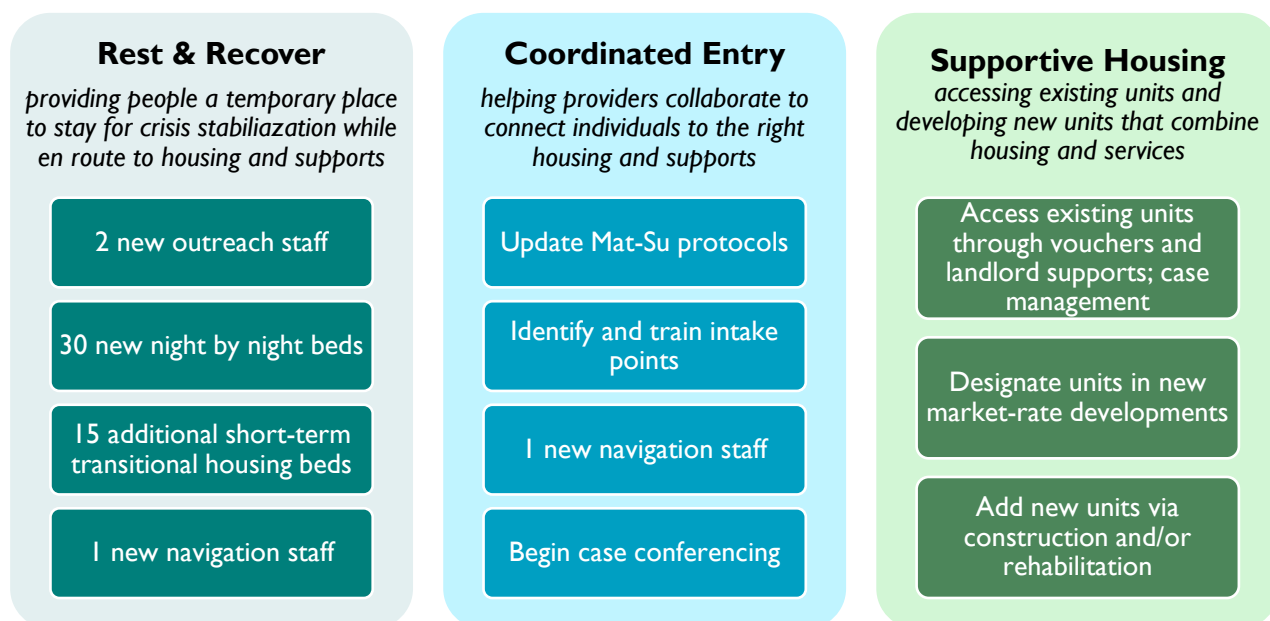 Rest & Recover
providing people a temporary place
to stay for crisis stabiliazation while
en route to housing and supports
2 new outreach staff
30 new night by night beds
15 additional short-term
transitional housing beds
1 new navigation staff
Coordinated Entry
helping providers collaborate to
connect individuals to the right
housing and supports
Update Mat-Su protocols
Identify and train intake
points
1 new navigation staff
Begin case conferencing
Supportive Housing
accessing existing units and
developing new units that combine
housing and services
Access existing units
through vouchers and
landlord supports; case
management
Designate units in new
market-rate developments
Add new units via
construction and/or
rehabilitation